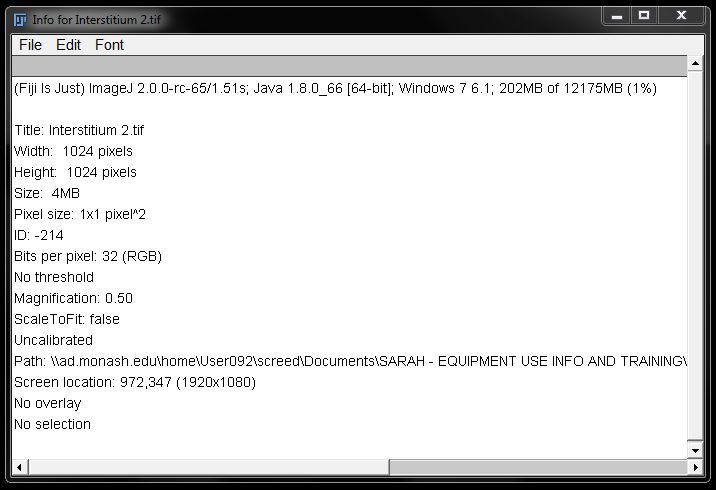 Info for Interstitium 2.tif
File Edit Font
(Fiji Is Just) ImageJ 2.0.0-rc-65/1.51s; Java 1.8.0_66 [64-bit]; Windows 7 6.1; 202MB of 12175MB (1%)
Title: Interstitium 2.tif
Width:  1024 pixels
Height:  1024 pixels
Size:  4MB
Pixel size: 1x1 pixel^2
ID: -214
Bits per pixel: 32 (RGB)
No threshold
Magnification: 0.50
ScaleToFit: false
Uncalibrated
Path: \\ad.monash.edu\home\User092\screed\Documents\SARAH - EQUIPMENT USE INFO AND TRAINING\
Screen location: 972,347 (1920x1080)
No overlay
No selection